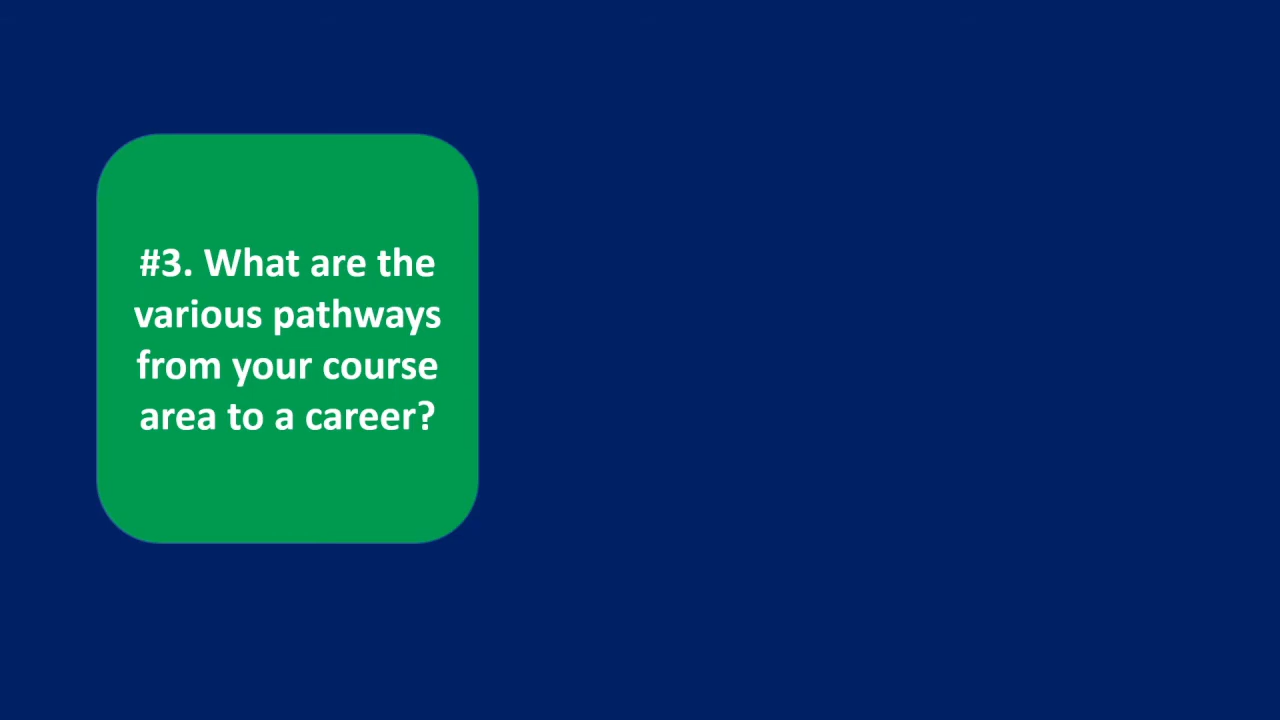 #3. What are the
various pathways
from your course
area to a career?